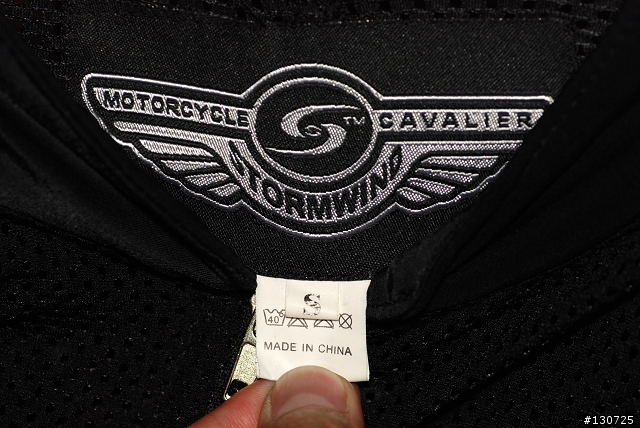 MOTORCYCLE
CAVALIER
TM
STORMWING
S
40
MADE IN CHINA
#130725